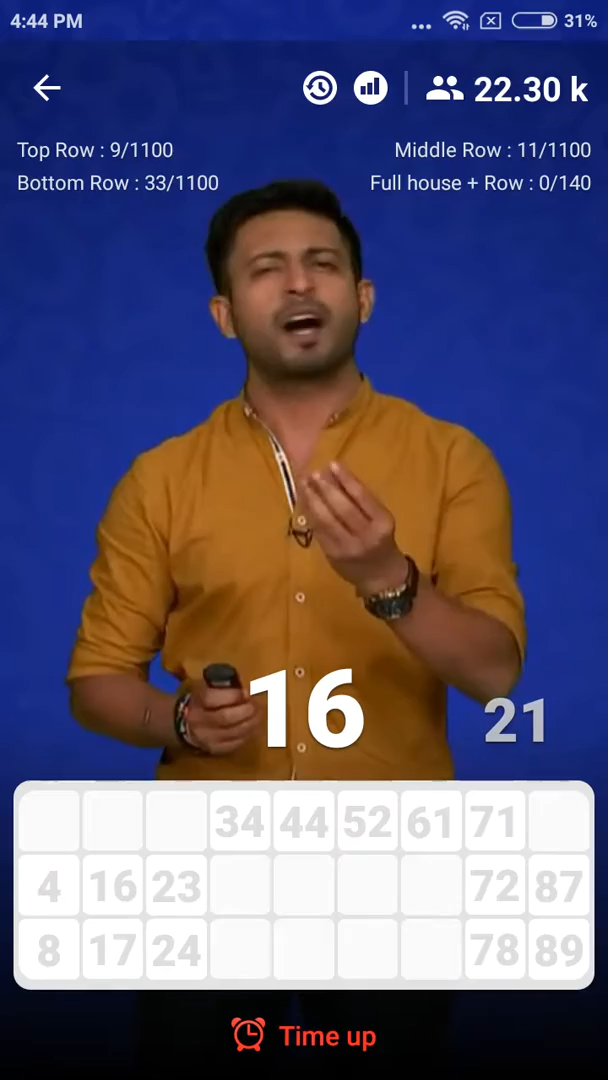 4:44 PM ... 31%
22.30 k
Top Row : 9/1100 Middle Row : 11/1100
Bottom Row : 33/1100 Full house + Row : 0/140
16 21
34 44 52 61 71
4 16 23 72 87
8 17 24 78 89
Time up